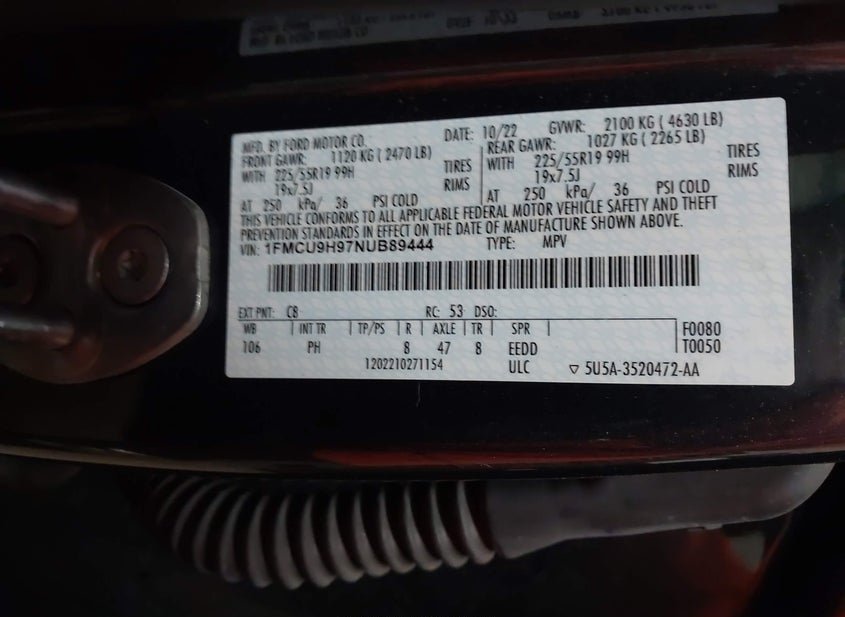 MFD. BY FORD MOTOR CO. DATE: 10/22 GVWR: 2100 KG ( 4630 LB)
FRONT GAWR: 1120 KG ( 2470 LB) REAR GAWR: 1027 KG ( 2265 LB)
WITH 225/55R19 99H TIRES WITH 225/55R19 99H TIRES
19x7.5J RIMS 19x7.5J RIMS
AT 250 kPa/ 36 PSI COLD AT 250 kPa/ 36 PSI COLD
THIS VEHICLE CONFORMS TO ALL APPLICABLE FEDERAL MOTOR VEHICLE SAFETY AND THEFT
PREVENTION STANDARDS IN EFFECT ON THE DATE OF MANUFACTURE SHOWN ABOVE.
VIN: 1FMCU9H97NUB89444 TYPE: MPV
EXT PNT: C8 RC: 53 DSO:
WB | INT TR | TP/PS | R | AXLE | TR | SPR | F0080
106 PH 8 47 8 EEDD T0050
1202210271154 ULC ▽ 5U5A-3520472-AA